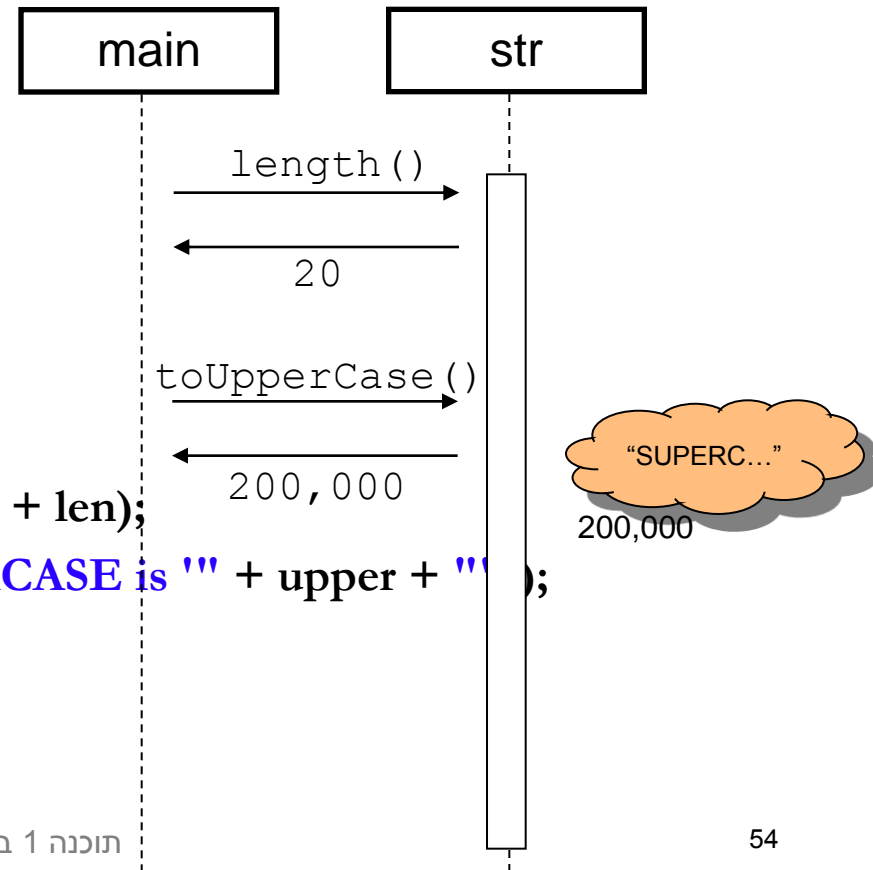 main
str
length()
20
toUpperCase()
200,000
“SUPERC…”
200,000
+ len);
CASE is '" + upper + "' );
תוכנה 1 ב
54